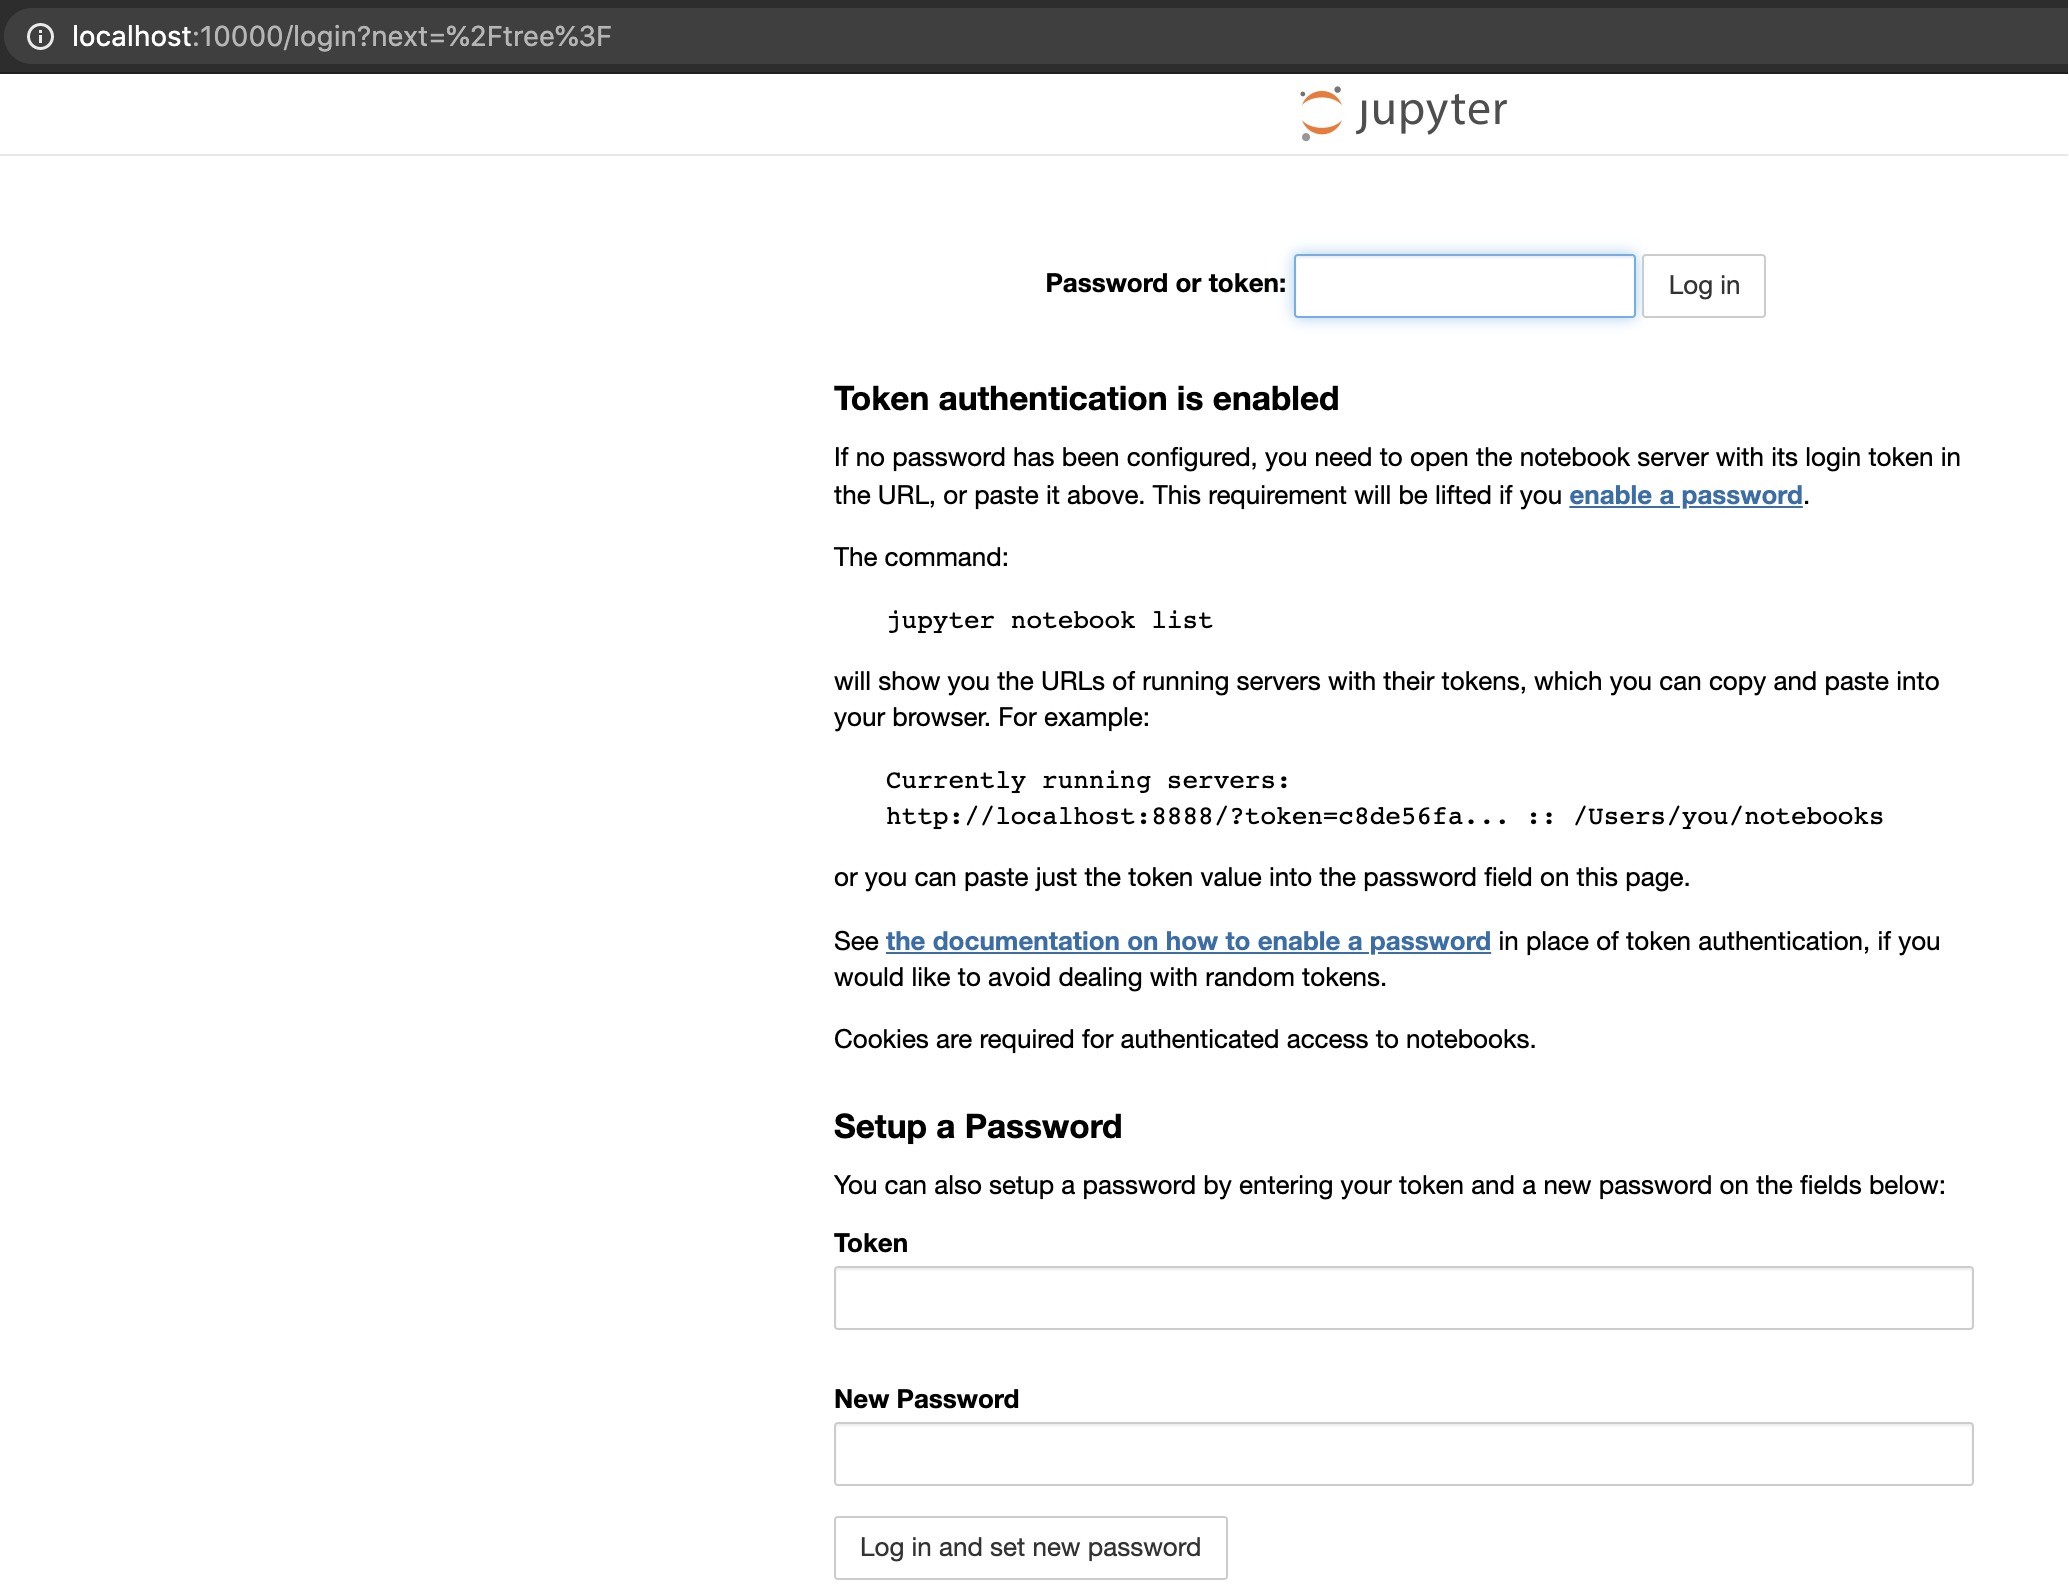 localhost:10000/login?next=%2Ftree%3F
jupyter
Password or token:
Log in
Token authentication is enabled
If no password has been configured, you need to open the notebook server with its login token in
the URL, or paste it above. This requirement will be lifted if you enable a password.
The command:
jupyter notebook list
will show you the URLs of running servers with their tokens, which you can copy and paste into
your browser. For example:
Currently running servers:
http://localhost:8888/?token=c8de56fa... :: /Users/you/notebooks
or you can paste just the token value into the password field on this page.
See the documentation on how to enable a password in place of token authentication, if you
would like to avoid dealing with random tokens.
Cookies are required for authenticated access to notebooks.
Setup a Password
You can also setup a password by entering your token and a new password on the fields below:
Token
New Password
Log in and set new password